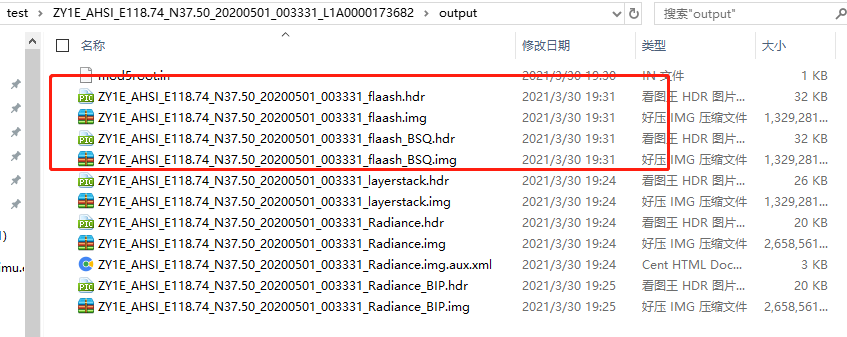 test › ZY1E_AHSI_E118.74_N37.50_20200501_003331_L1A0000173682 › output 搜索"output"
名称 修改日期 类型 大小
mod5root.in 2021/3/30 19:30 IN 文件 1 KB
ZY1E_AHSI_E118.74_N37.50_20200501_003331_flaash.hdr 2021/3/30 19:31 看图王 HDR 图片... 32 KB
ZY1E_AHSI_E118.74_N37.50_20200501_003331_flaash.img 2021/3/30 19:31 好压 IMG 压缩文件 1,329,281...
ZY1E_AHSI_E118.74_N37.50_20200501_003331_flaash_BSQ.hdr 2021/3/30 19:31 看图王 HDR 图片... 32 KB
ZY1E_AHSI_E118.74_N37.50_20200501_003331_flaash_BSQ.img 2021/3/30 19:31 好压 IMG 压缩文件 1,329,281...
ZY1E_AHSI_E118.74_N37.50_20200501_003331_layerstack.hdr 2021/3/30 19:24 看图王 HDR 图片... 26 KB
ZY1E_AHSI_E118.74_N37.50_20200501_003331_layerstack.img 2021/3/30 19:24 好压 IMG 压缩文件 1,329,281...
ZY1E_AHSI_E118.74_N37.50_20200501_003331_Radiance.hdr 2021/3/30 19:24 看图王 HDR 图片... 20 KB
ZY1E_AHSI_E118.74_N37.50_20200501_003331_Radiance.img 2021/3/30 19:24 好压 IMG 压缩文件 2,658,561...
ZY1E_AHSI_E118.74_N37.50_20200501_003331_Radiance.img.aux.xml 2021/3/30 19:24 Cent HTML Doc... 3 KB
ZY1E_AHSI_E118.74_N37.50_20200501_003331_Radiance_BIP.hdr 2021/3/30 19:25 看图王 HDR 图片... 20 KB
ZY1E_AHSI_E118.74_N37.50_20200501_003331_Radiance_BIP.img 2021/3/30 19:25 好压 IMG 压缩文件 2,658,561...